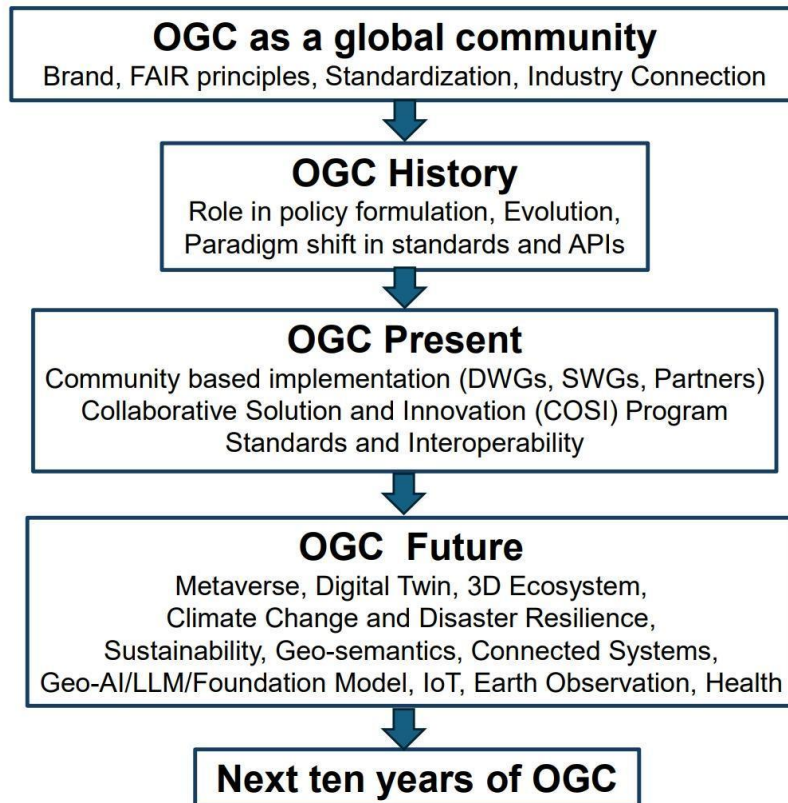 OGC as a global community
Brand, FAIR principles, Standardization, Industry Connection
OGC History
Role in policy formulation, Evolution,
Paradigm shift in standards and APIs
OGC Present
Community based implementation (DWGs, SWGs, Partners)
Collaborative Solution and Innovation (COSI) Program
Standards and Interoperability
OGC  Future
Metaverse, Digital Twin, 3D Ecosystem,
Climate Change and Disaster Resilience,
Sustainability, Geo-semantics, Connected Systems,
Geo-AI/LLM/Foundation Model, IoT, Earth Observation, Health
Next ten years of OGC